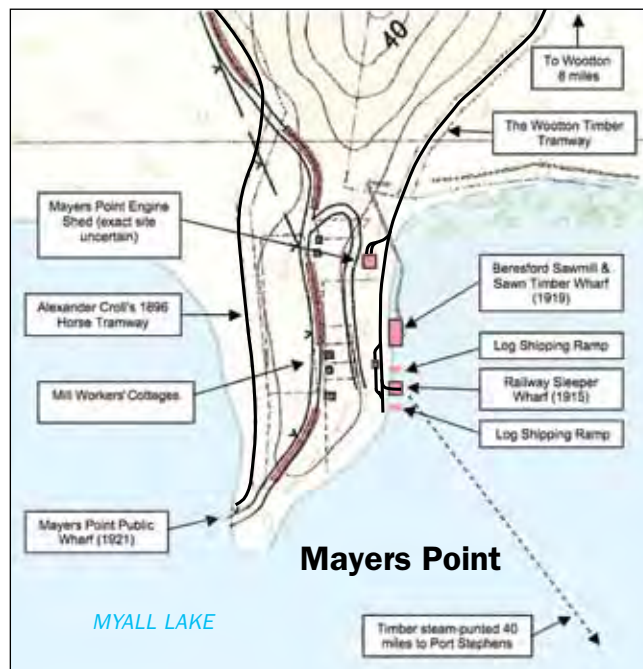 40
To Wootton
8 miles
The Wootton Timber
Tramway
Mayers Point Engine
Shed (exact site
uncertain)
Beresford Sawmill &
Sawn Timber Wharf
(1919)
Alexander Croll's 1896
Horse Tramway
Log Shipping Ramp
Mill Workers' Cottages
Railway Sleeper
Wharf (1915)
Log Shipping Ramp
Mayers Point Public
Wharf (1921)
Mayers Point
MYALL LAKE
Timber steam-punted 40
miles to Port Stephens